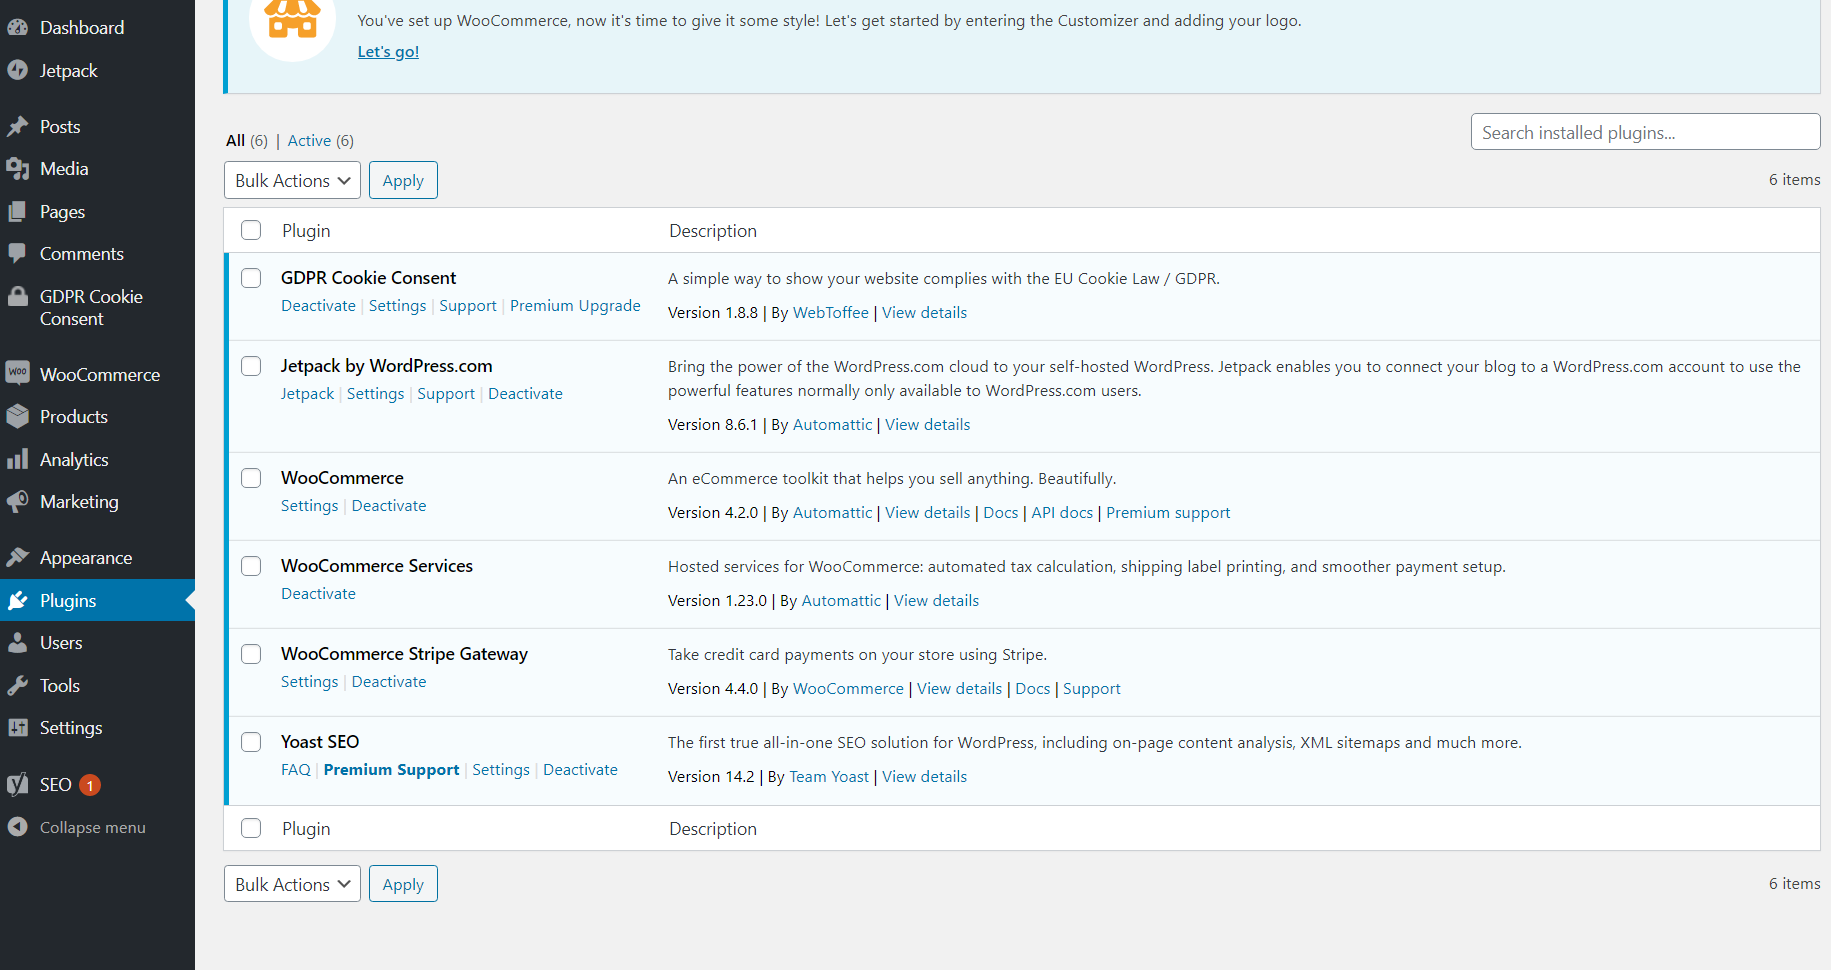 Dashboard
Jetpack
Posts
Media
Pages
Comments
GDPR Cookie
Consent
WOO WooCommerce
Products
Analytics
Marketing
Appearance
Plugins
Users
Tools
Settings
SEO 1
Collapse menu
You've set up WooCommerce, now it's time to give it some style! Let's get started by entering the Customizer and adding your logo.
Let's go!
All (6) | Active (6)
Search installed plugins...
Bulk Actions Apply
6 items
Plugin Description
GDPR Cookie Consent
Deactivate | Settings | Support | Premium Upgrade
A simple way to show your website complies with the EU Cookie Law / GDPR.
Version 1.8.8 | By WebToffee | View details
Jetpack by WordPress.com
Jetpack | Settings | Support | Deactivate
Bring the power of the WordPress.com cloud to your self-hosted WordPress. Jetpack enables you to connect your blog to a WordPress.com account to use the
powerful features normally only available to WordPress.com users.
Version 8.6.1 | By Automattic | View details
WooCommerce
Settings | Deactivate
An eCommerce toolkit that helps you sell anything. Beautifully.
Version 4.2.0 | By Automattic | View details | Docs | API docs | Premium support
WooCommerce Services
Deactivate
Hosted services for WooCommerce: automated tax calculation, shipping label printing, and smoother payment setup.
Version 1.23.0 | By Automattic | View details
WooCommerce Stripe Gateway
Settings | Deactivate
Take credit card payments on your store using Stripe.
Version 4.4.0 | By WooCommerce | View details | Docs | Support
Yoast SEO
FAQ | Premium Support | Settings | Deactivate
The first true all-in-one SEO solution for WordPress, including on-page content analysis, XML sitemaps and much more.
Version 14.2 | By Team Yoast | View details
Plugin Description
Bulk Actions Apply
6 items